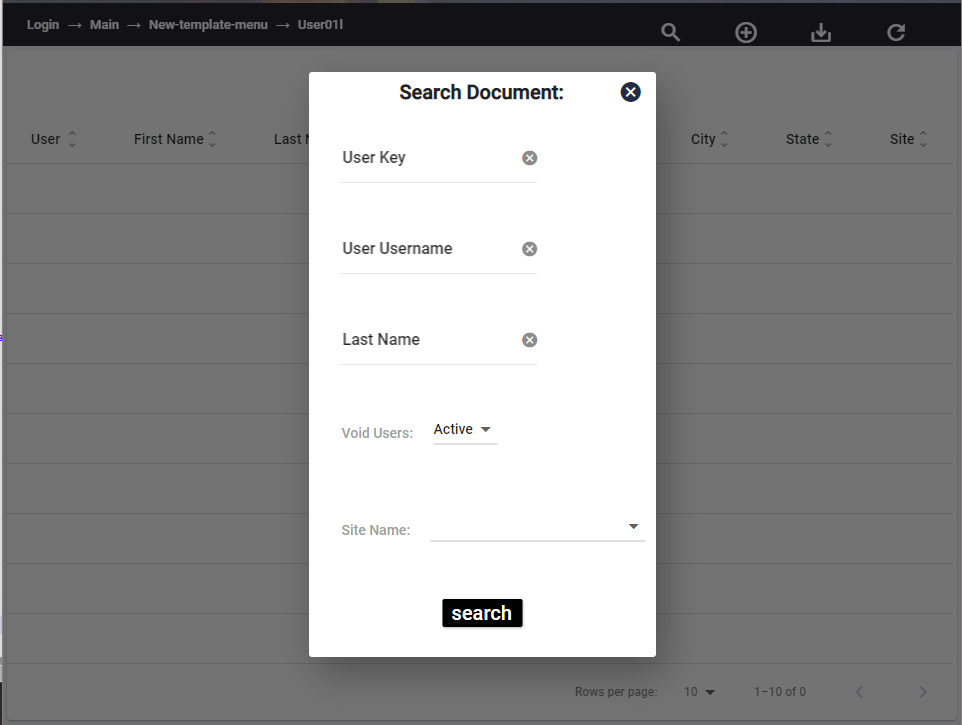 Login → Main → New-template-menu → User01l
Search Document:
User First Name Last N City State Site
User Key
User Username
Last Name
Void Users: Active
Site Name:
search
Rows per page: 10 1–10 of 0